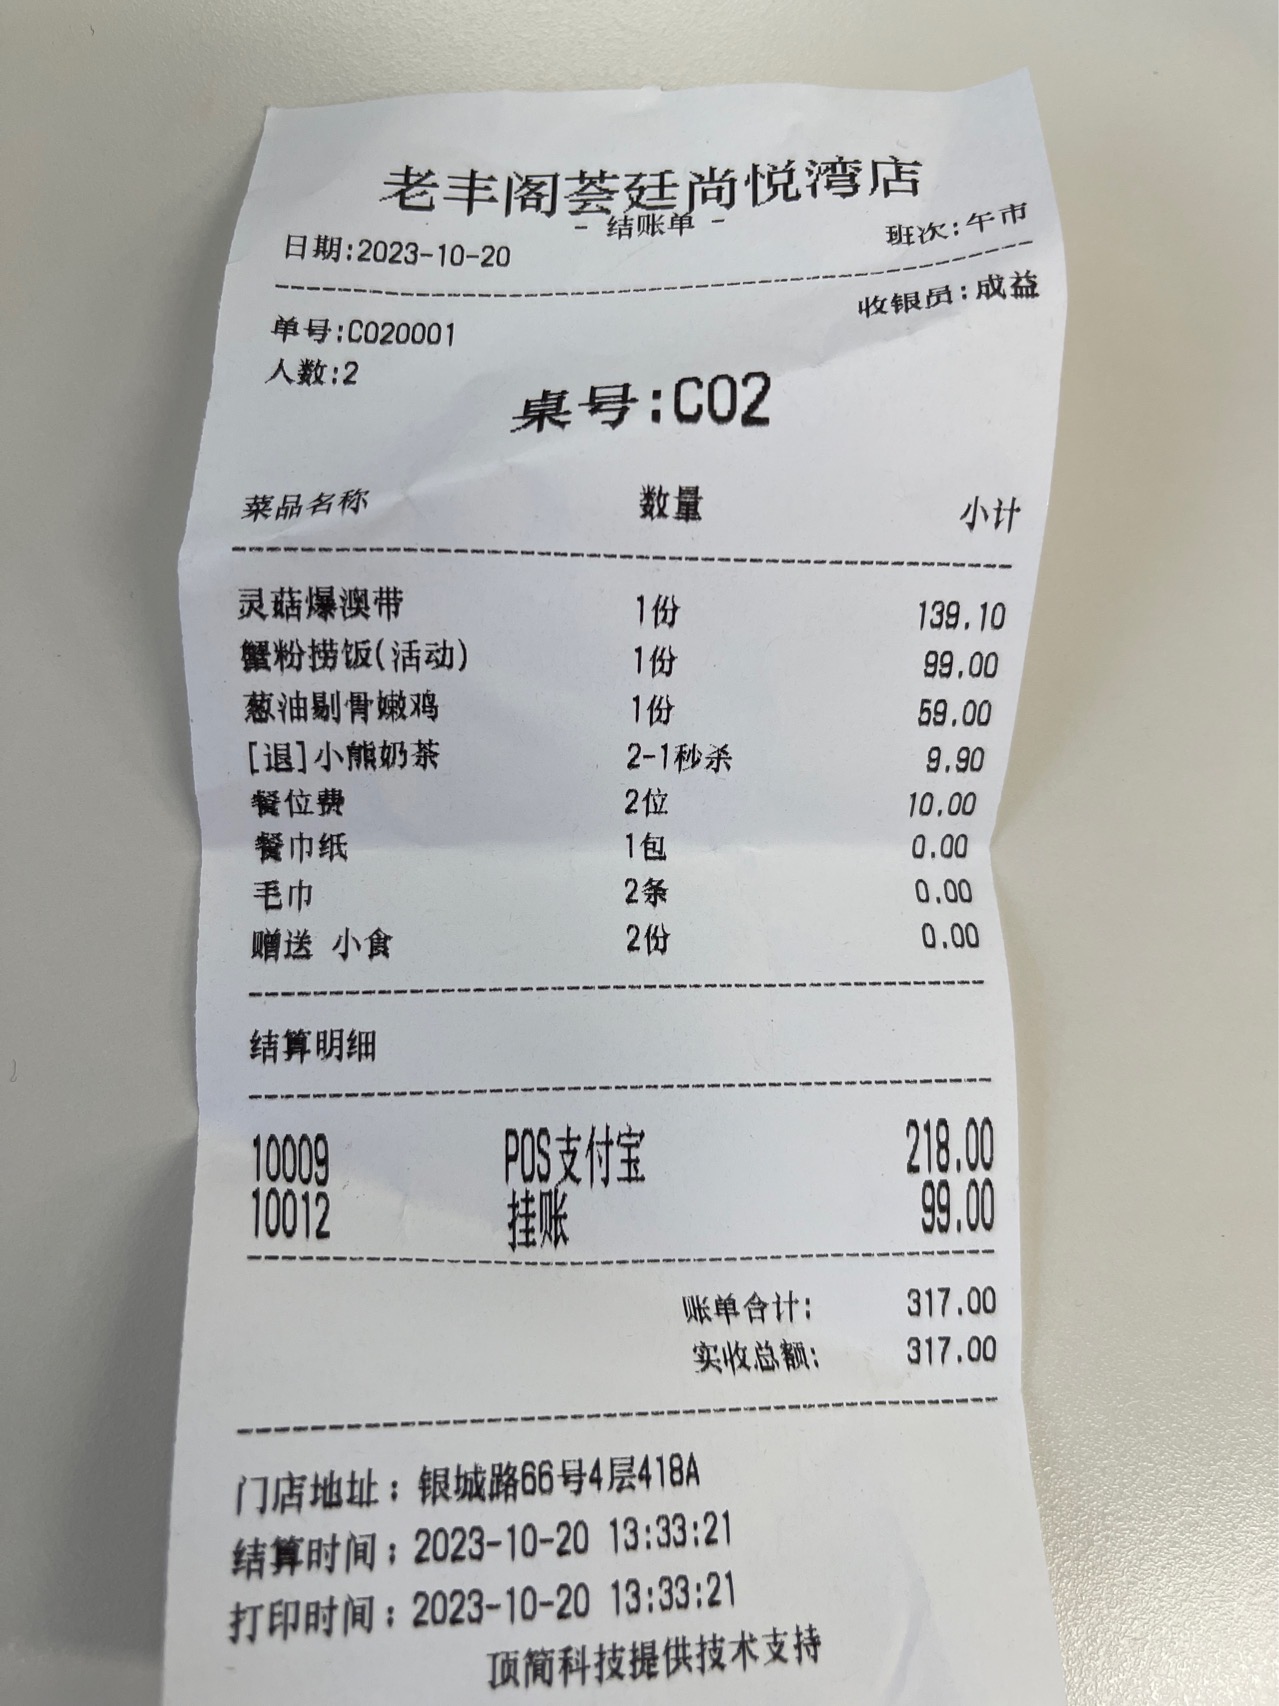 老丰阁荟廷尚悦湾店
- 结账单 -
日期:2023-10-20 班次:午市
单号:C020001 收银员:成益
人数:2
桌号:C02
菜品名称 数量 小计
灵菇爆澳带 1份 139.10
蟹粉捞饭(活动) 1份 99.00
葱油剔骨嫩鸡 1份 59.00
[退]小熊奶茶 2-1秒杀 9.90
餐位费 2位 10.00
餐巾纸 1包 0.00
毛巾 2条 0.00
赠送 小食 2份 0.00
结算明细
10009 POS支付宝 218.00
10012 挂账 99.00
账单合计: 317.00
实收总额: 317.00
门店地址：银城路66号4层418A
结算时间：2023-10-20 13:33:21
打印时间：2023-10-20 13:33:21
顶简科技提供技术支持